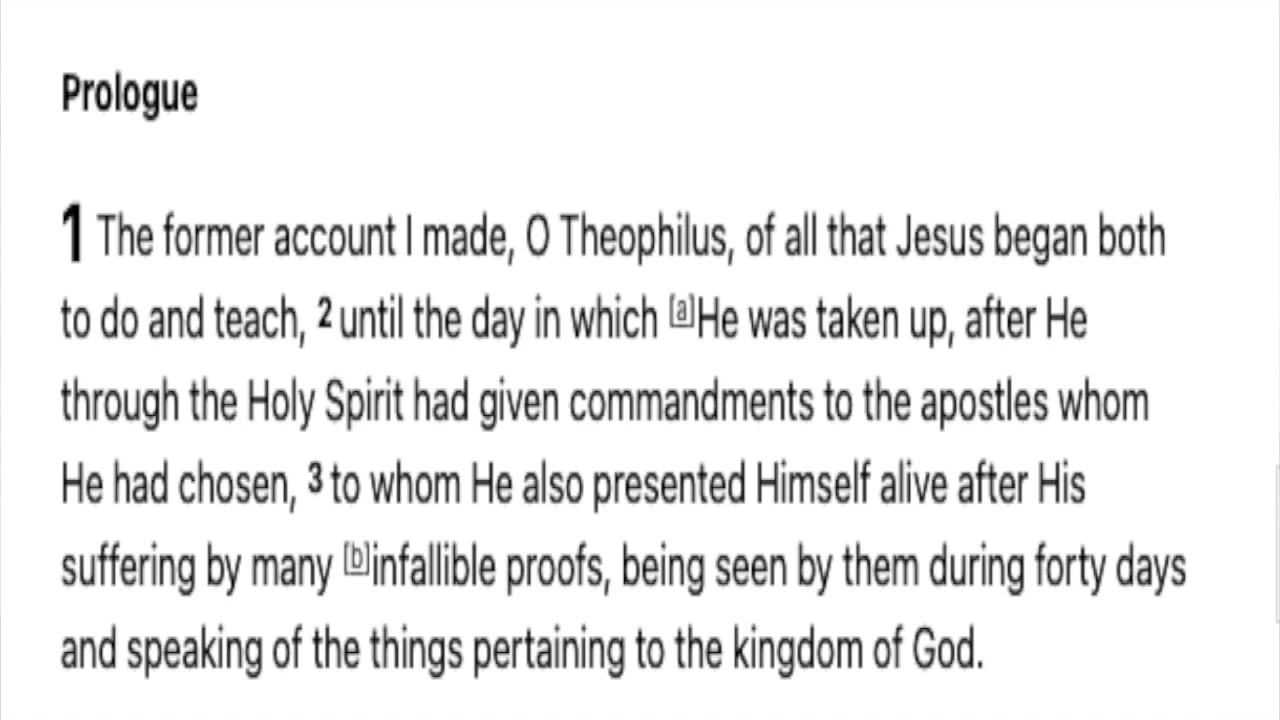 Prologue
1 The former account I made, O Theophilus, of all that Jesus began both
to do and teach, 2 until the day in which [a]He was taken up, after He
through the Holy Spirit had given commandments to the apostles whom
He had chosen, 3 to whom He also presented Himself alive after His
suffering by many [b]infallible proofs, being seen by them during forty days
and speaking of the things pertaining to the kingdom of God.